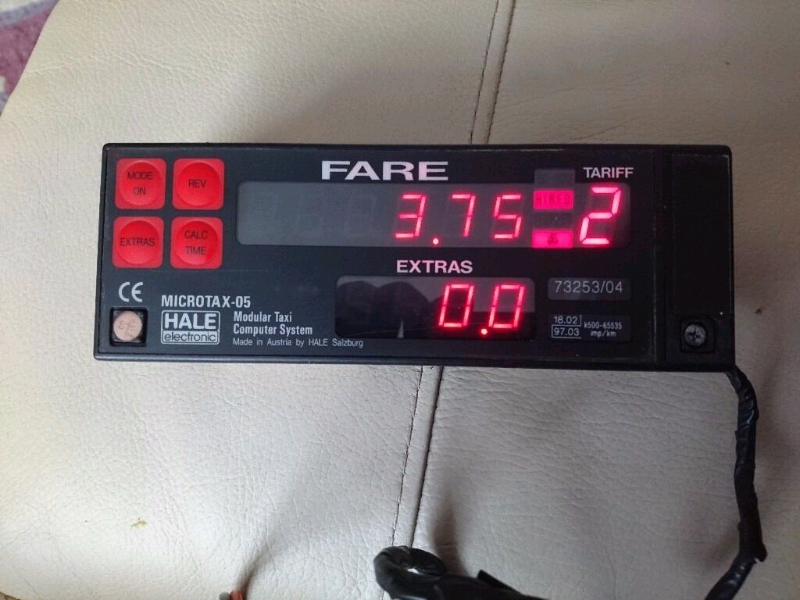 FARE
TARIFF
MODE ON
REV
3.75
HIRED
2
EXTRAS
CALC TIME
EXTRAS
0.0
73253/04
CE
MICROTAX-05
HALE
electronic
Modular Taxi
Computer System
Made in Austria by HALE Salzburg
18.02
97.03
k500-65535
imp/km